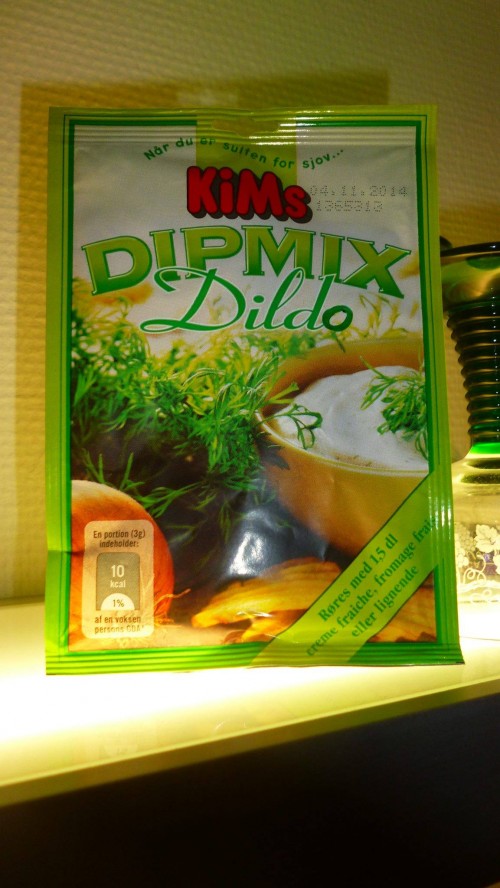 Når du er sulten for sjov...
KiMs
04.11.2014
1365313
DIPMIX
Dildo
En portion (3g)
indeholder:
10
kcal
1%
af en voksen
persons GDA*
Røres med 1,5 dl
creme fraiche, fromage frais
eller lignende